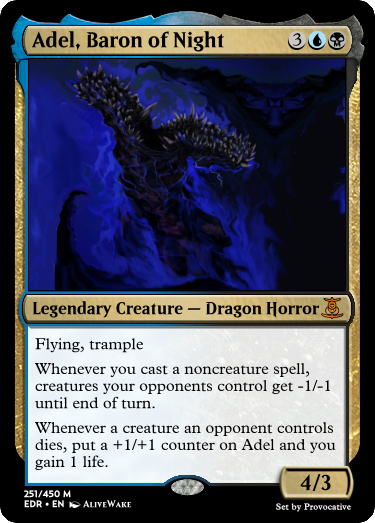 Adel, Baron of Night 3
Legendary Creature — Dragon Horror
Flying, trample
Whenever you cast a noncreature spell,
creatures your opponents control get -1/-1
until end of turn.
Whenever a creature an opponent controls
dies, put a +1/+1 counter on Adel and you
gain 1 life.
4/3
251/450 M
EDR • EN AliveWake
Set by Provocative